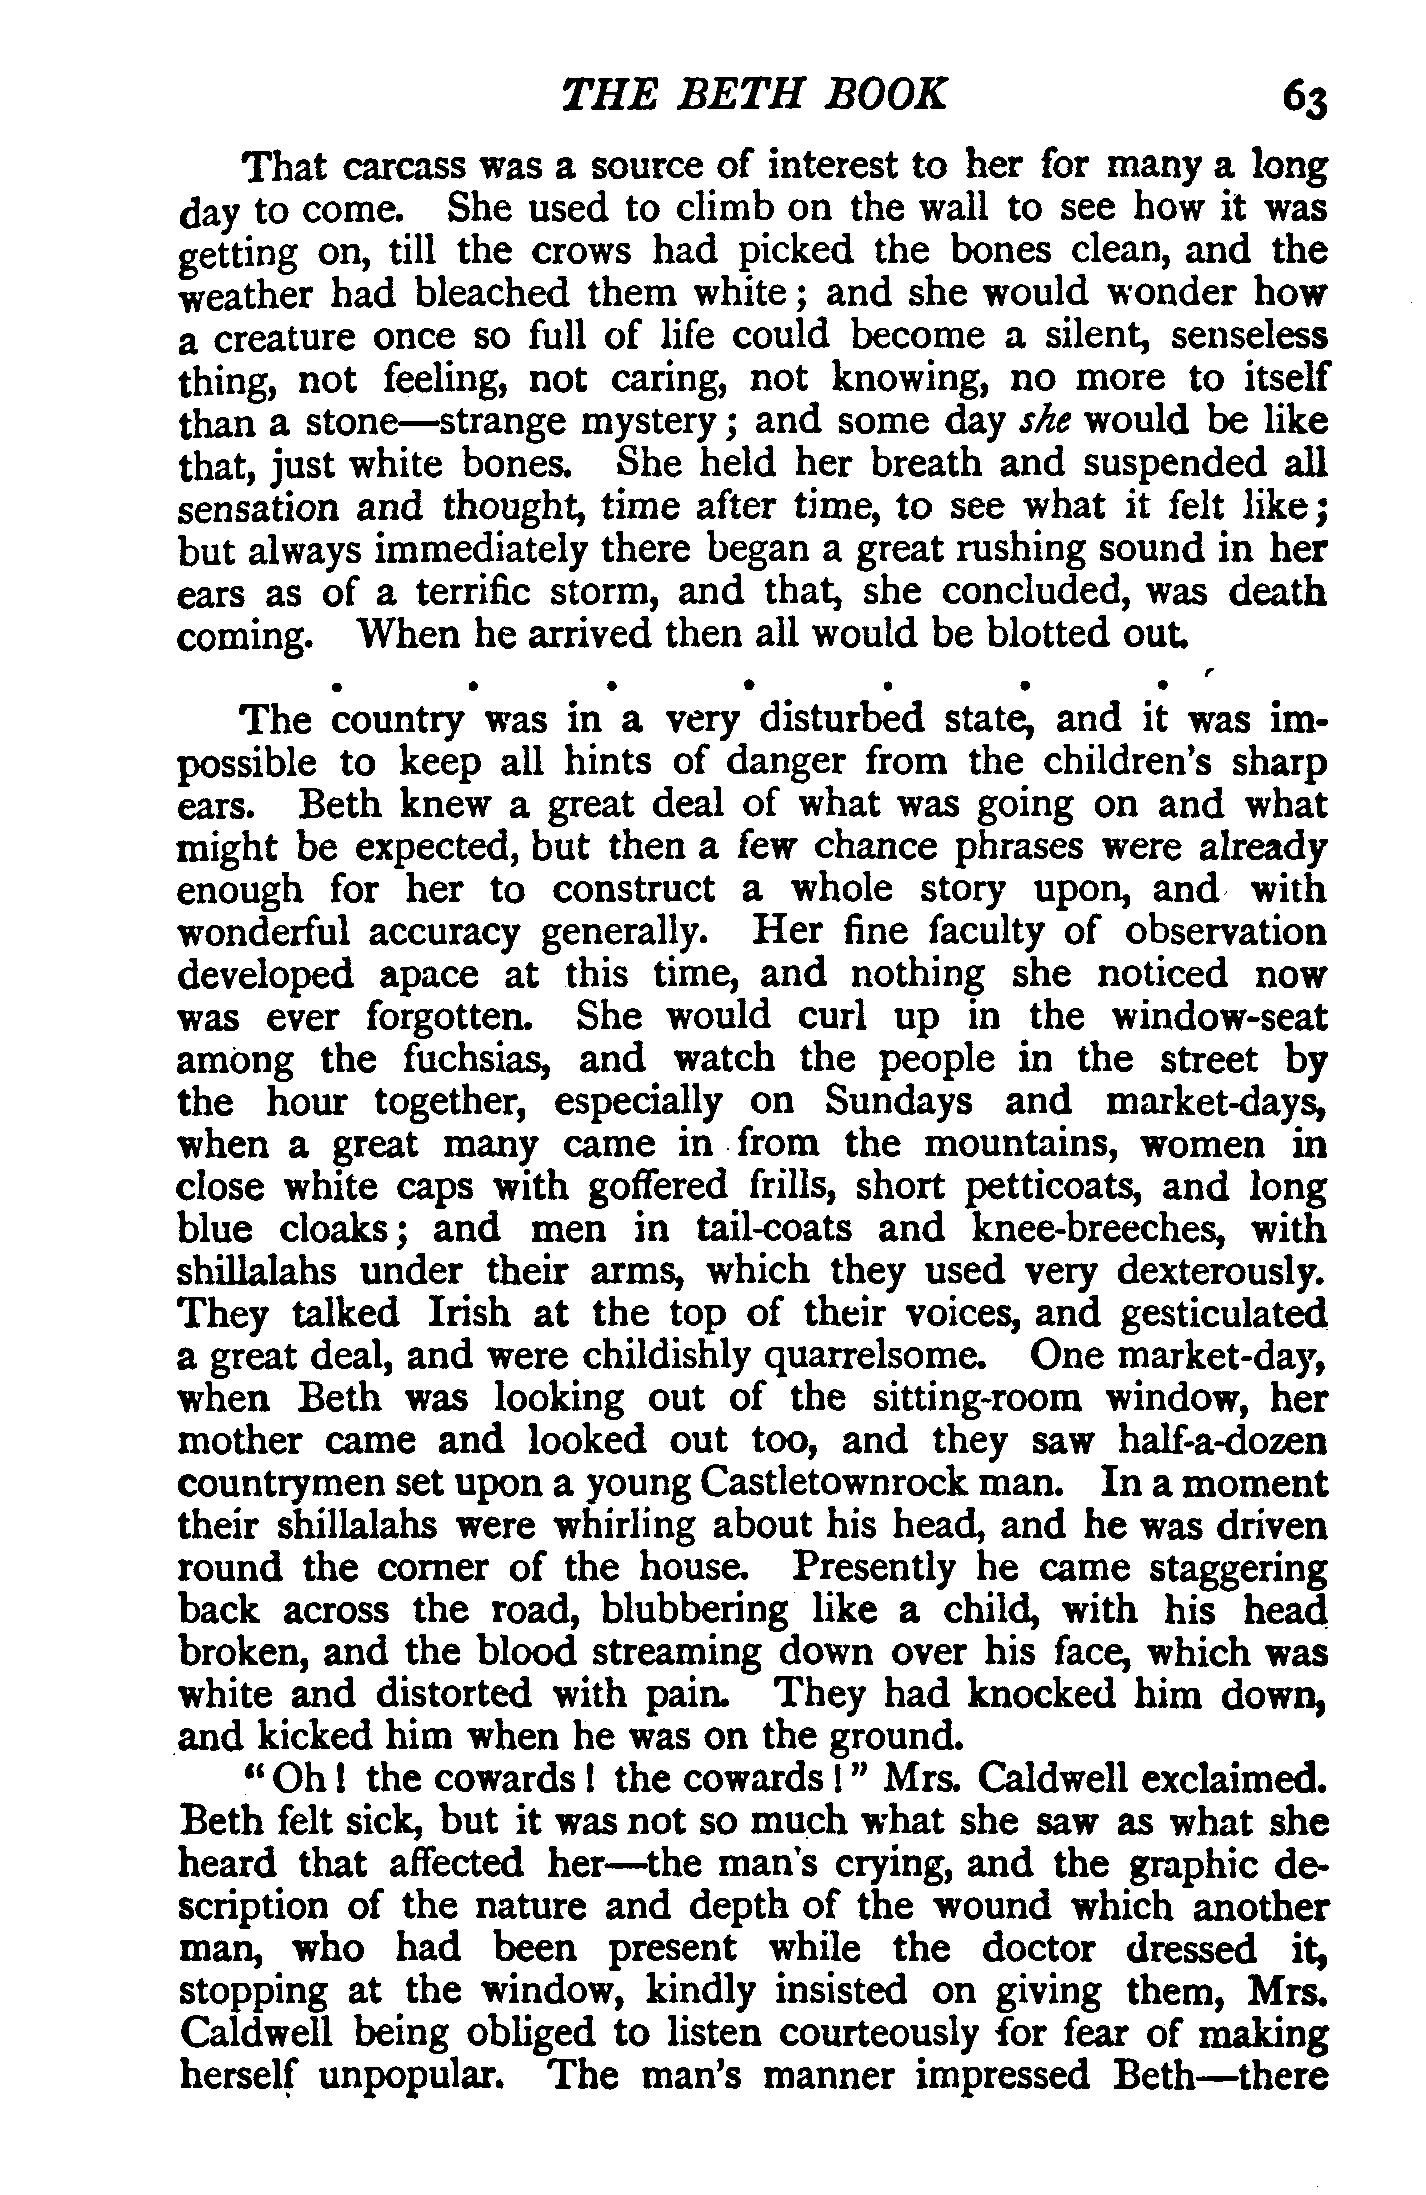 THE BETH BOOK 63
That carcass was a source of interest to her for many a long
day to come. She used to climb on the wall to see how it was
getting on, till the crows had picked the bones clean, and the
weather had bleached them white; and she would wonder how
a creature once so full of life could become a silent, senseless
thing, not feeling, not caring, not knowing, no more to itself
than a stone—strange mystery; and some day she would be like
that, just white bones. She held her breath and suspended all
sensation and thought, time after time, to see what it felt like;
but always immediately there began a great rushing sound in her
ears as of a terrific storm, and that, she concluded, was death
coming. When he arrived then all would be blotted out.
. . . . . . .
The country was in a very disturbed state, and it was im-
possible to keep all hints of danger from the children's sharp
ears. Beth knew a great deal of what was going on and what
might be expected, but then a few chance phrases were already
enough for her to construct a whole story upon, and with
wonderful accuracy generally. Her fine faculty of observation
developed apace at this time, and nothing she noticed now
was ever forgotten. She would curl up in the window-seat
among the fuchsias, and watch the people in the street by
the hour together, especially on Sundays and market-days,
when a great many came in from the mountains, women in
close white caps with goffered frills, short petticoats, and long
blue cloaks; and men in tail-coats and knee-breeches, with
shillalahs under their arms, which they used very dexterously.
They talked Irish at the top of their voices, and gesticulated
a great deal, and were childishly quarrelsome. One market-day,
when Beth was looking out of the sitting-room window, her
mother came and looked out too, and they saw half-a-dozen
countrymen set upon a young Castletownrock man. In a moment
their shillalahs were whirling about his head, and he was driven
round the corner of the house. Presently he came staggering
back across the road, blubbering like a child, with his head
broken, and the blood streaming down over his face, which was
white and distorted with pain. They had knocked him down,
and kicked him when he was on the ground.
"Oh! the cowards! the cowards!" Mrs. Caldwell exclaimed.
Beth felt sick, but it was not so much what she saw as what she
heard that affected her—the man's crying, and the graphic de-
scription of the nature and depth of the wound which another
man, who had been present while the doctor dressed it,
stopping at the window, kindly insisted on giving them, Mrs.
Caldwell being obliged to listen courteously for fear of making
herself unpopular. The man's manner impressed Beth—there